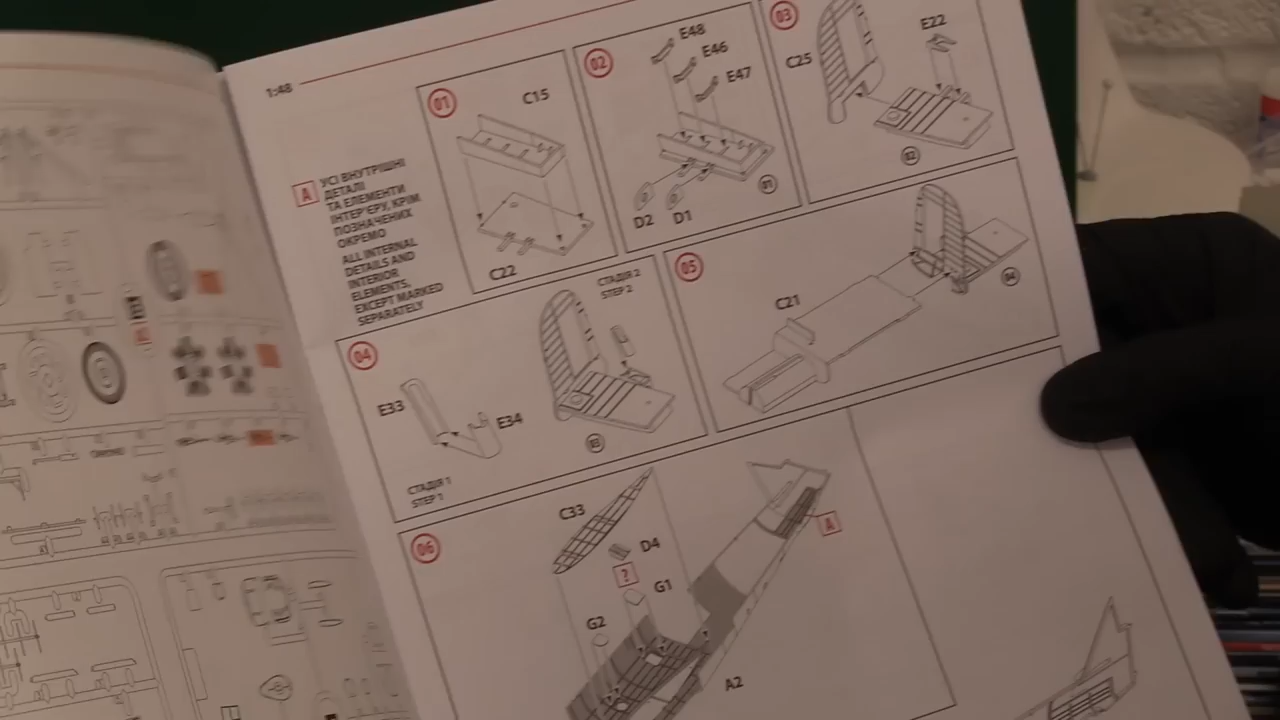 1:48
A
УСІ ВНУТРІШНІ
ДЕТАЛІ
ТА ЕЛЕМЕНТИ
ІНТЕР'ЄРУ, КРІМ
ПОЗНАЧЕНИХ
ОКРЕМО
ALL INTERNAL
DETAILS AND
INTERIOR
ELEMENTS,
EXCEPT MARKED
SEPARATELY
01
C15
C22
02
E48
E46
E47
01
D2 D1
03
C25
E22
02
04
СТАДІЯ 2
STEP 2
E33
E34
03
СТАДІЯ 1
STEP 1
05
C21
04
06
C33
D4
?
G1
G2
A
A2